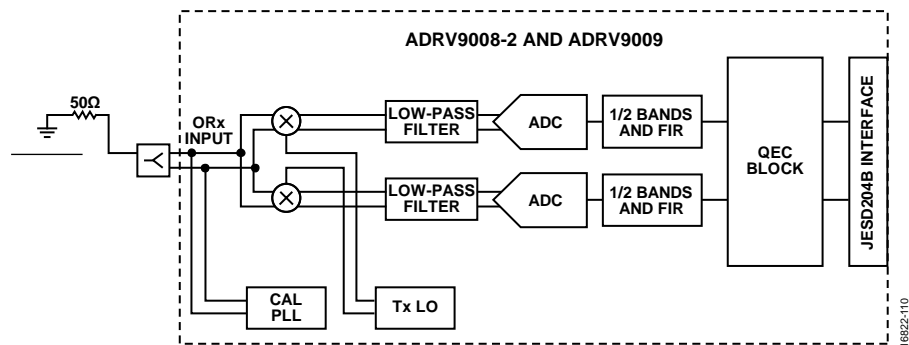 ADRV9008-2 AND ADRV9009
50Ω
ORx
INPUT
LOW-PASS
FILTER
ADC
1/2 BANDS
AND FIR
QEC
BLOCK
JESD204B INTERFACE
LOW-PASS
FILTER
ADC
1/2 BANDS
AND FIR
CAL
PLL
Tx LO
16822-110